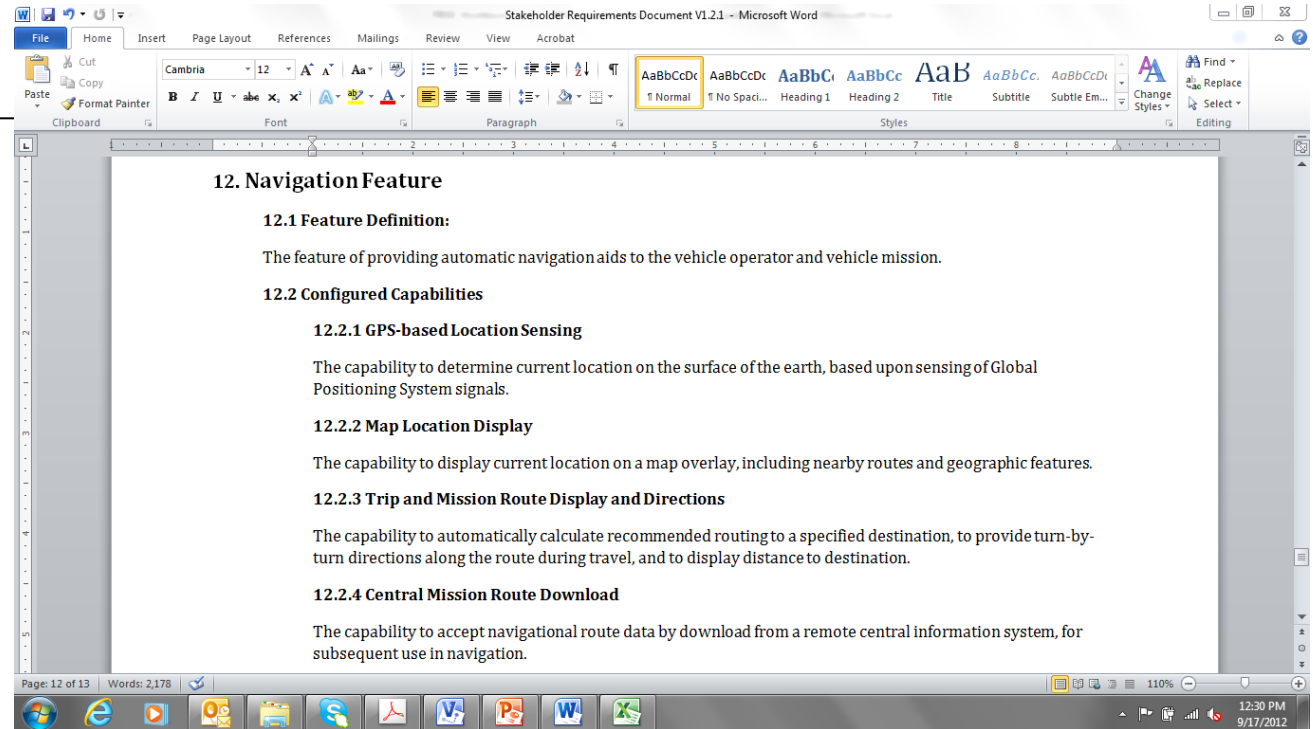 Stakeholder Requirements Document V1.2.1 - Microsoft Word
File Home Insert Page Layout References Mailings Review View Acrobat
Paste
Cut
Copy
Format Painter
Clipboard
Cambria 12
Font
Paragraph
AaBbCcDc AaBbCcDc AaBbC AaBbCc AaB AaBbCc. AaBbCcDc
¶ Normal ¶ No Spaci... Heading 1 Heading 2 Title Subtitle Subtle Em...
Change Styles
Styles
Find
Replace
Select
Editing
1 2 3 4 5 6 7 8
12. Navigation Feature
12.1 Feature Definition:
The feature of providing automatic navigation aids to the vehicle operator and vehicle mission.
12.2 Configured Capabilities
12.2.1 GPS-based Location Sensing
The capability to determine current location on the surface of the earth, based upon sensing of Global
Positioning System signals.
12.2.2 Map Location Display
The capability to display current location on a map overlay, including nearby routes and geographic features.
12.2.3 Trip and Mission Route Display and Directions
The capability to automatically calculate recommended routing to a specified destination, to provide turn-by-
turn directions along the route during travel, and to display distance to destination.
12.2.4 Central Mission Route Download
The capability to accept navigational route data by download from a remote central information system, for
subsequent use in navigation.
Page: 12 of 13 Words: 2,178 110%
12:30 PM
9/17/2012